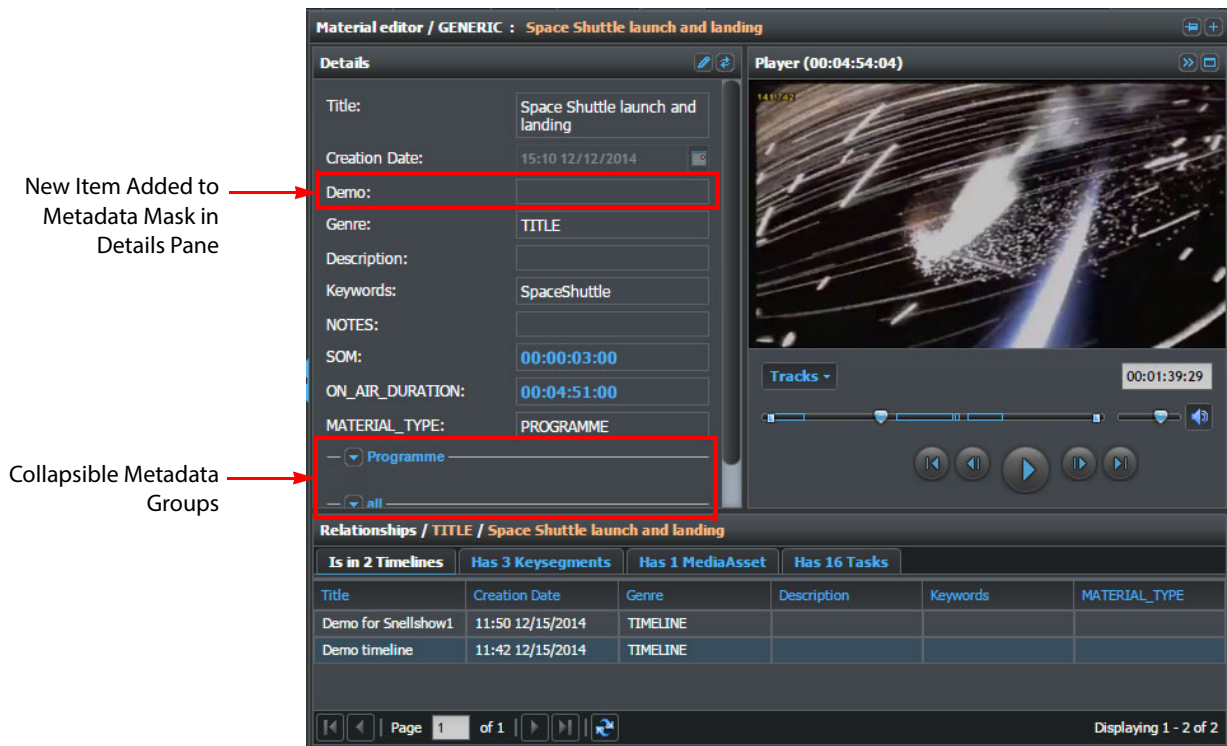 Material editor / GENERIC : Space Shuttle launch and landing
Details
Player (00:04:54:04)
Title:
Space Shuttle launch and
landing
141742
Creation Date:
15:10 12/12/2014
New Item Added to
Metadata Mask in
Details Pane
Demo:
Genre:
TITLE
Description:
Keywords:
SpaceShuttle
NOTES:
SOM:
00:00:03:00
Tracks
00:01:39:29
ON_AIR_DURATION:
00:04:51:00
MATERIAL_TYPE:
PROGRAMME
Collapsible Metadata
Groups
Programme
all
Relationships / TITLE / Space Shuttle launch and landing
Is in 2 Timelines Has 3 Keysegments Has 1 MediaAsset Has 16 Tasks
Title Creation Date Genre Description Keywords MATERIAL_TYPE
Demo for Snellshow1 11:50 12/15/2014 TIMELINE
Demo timeline 11:42 12/15/2014 TIMELINE
Page 1 of 1
Displaying 1 - 2 of 2